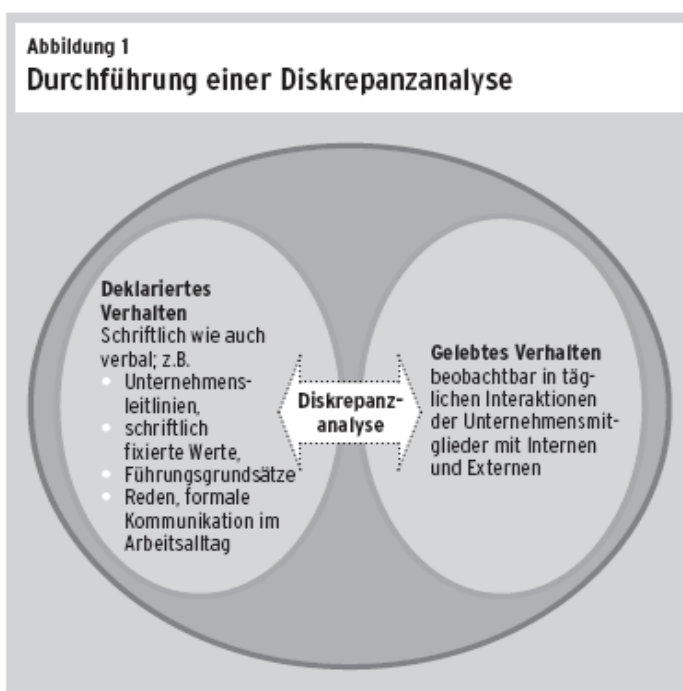 Abbildung 1
Durchführung einer Diskrepanzanalyse
Deklariertes
Verhalten
Schriftlich wie auch
verbal; z.B.
Unternehmens-
leitlinien,
schriftlich
fixierte Werte,
Führungsgrundsätze
Reden, formale
Kommunikation im
Arbeitsalltag
Diskrepanz-
analyse
Gelebtes Verhalten
beobachtbar in täg-
lichen Interaktionen
der Unternehmensmit-
glieder mit Internen
und Externen